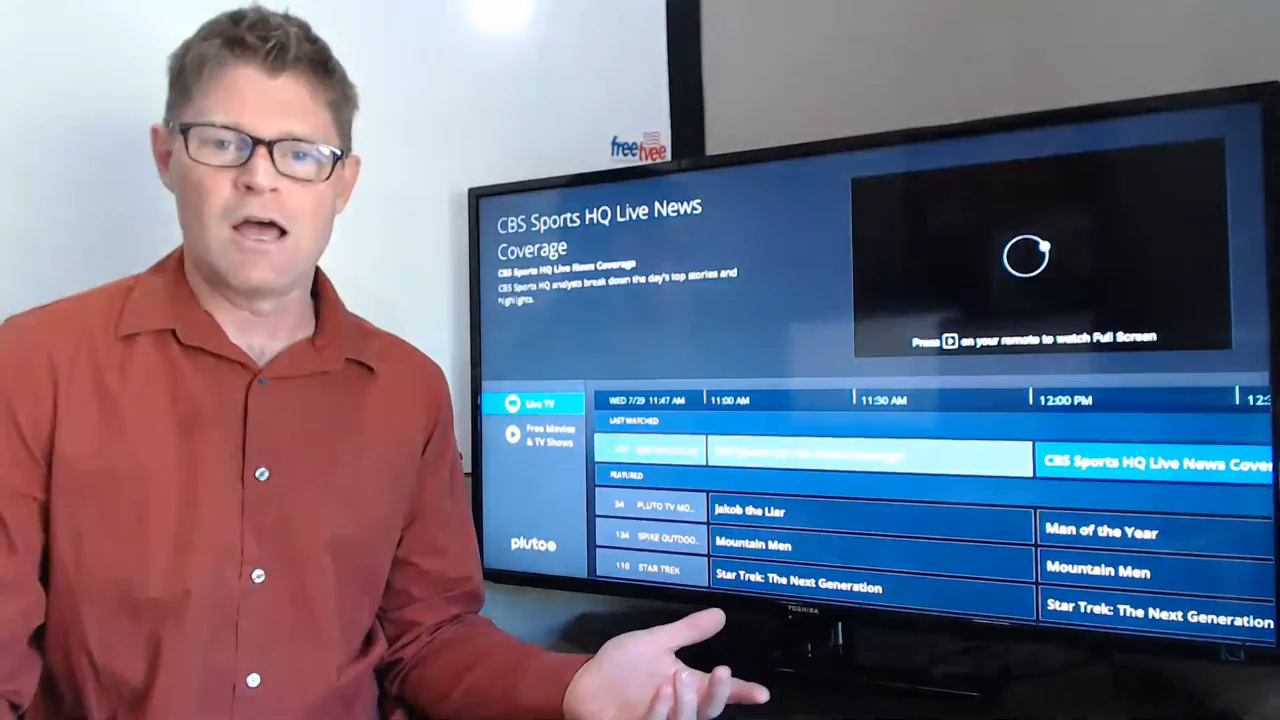 free
tvee
CBS Sports HQ Live News
Coverage
CBS Sports HQ Live News Coverage
CBS Sports HQ analysts break down the day's top stories and
highlights.
Press on your remote to watch Full Screen
Live TV
Free Movies
& TV Shows
WED 7/29 11:47 AM
11:00 AM
11:30 AM
12:00 PM
12:3
LAST WATCHED
CBS Sports HQ Live News Cover
FEATURED
54 PLUTO TV MO...
Jakob the Liar
Man of the Year
134 SPIKE OUTDOO...
Mountain Men
Mountain Men
110 STAR TREK
Star Trek: The Next Generation
Star Trek: The Next Generation
pluto
TOSHIBA